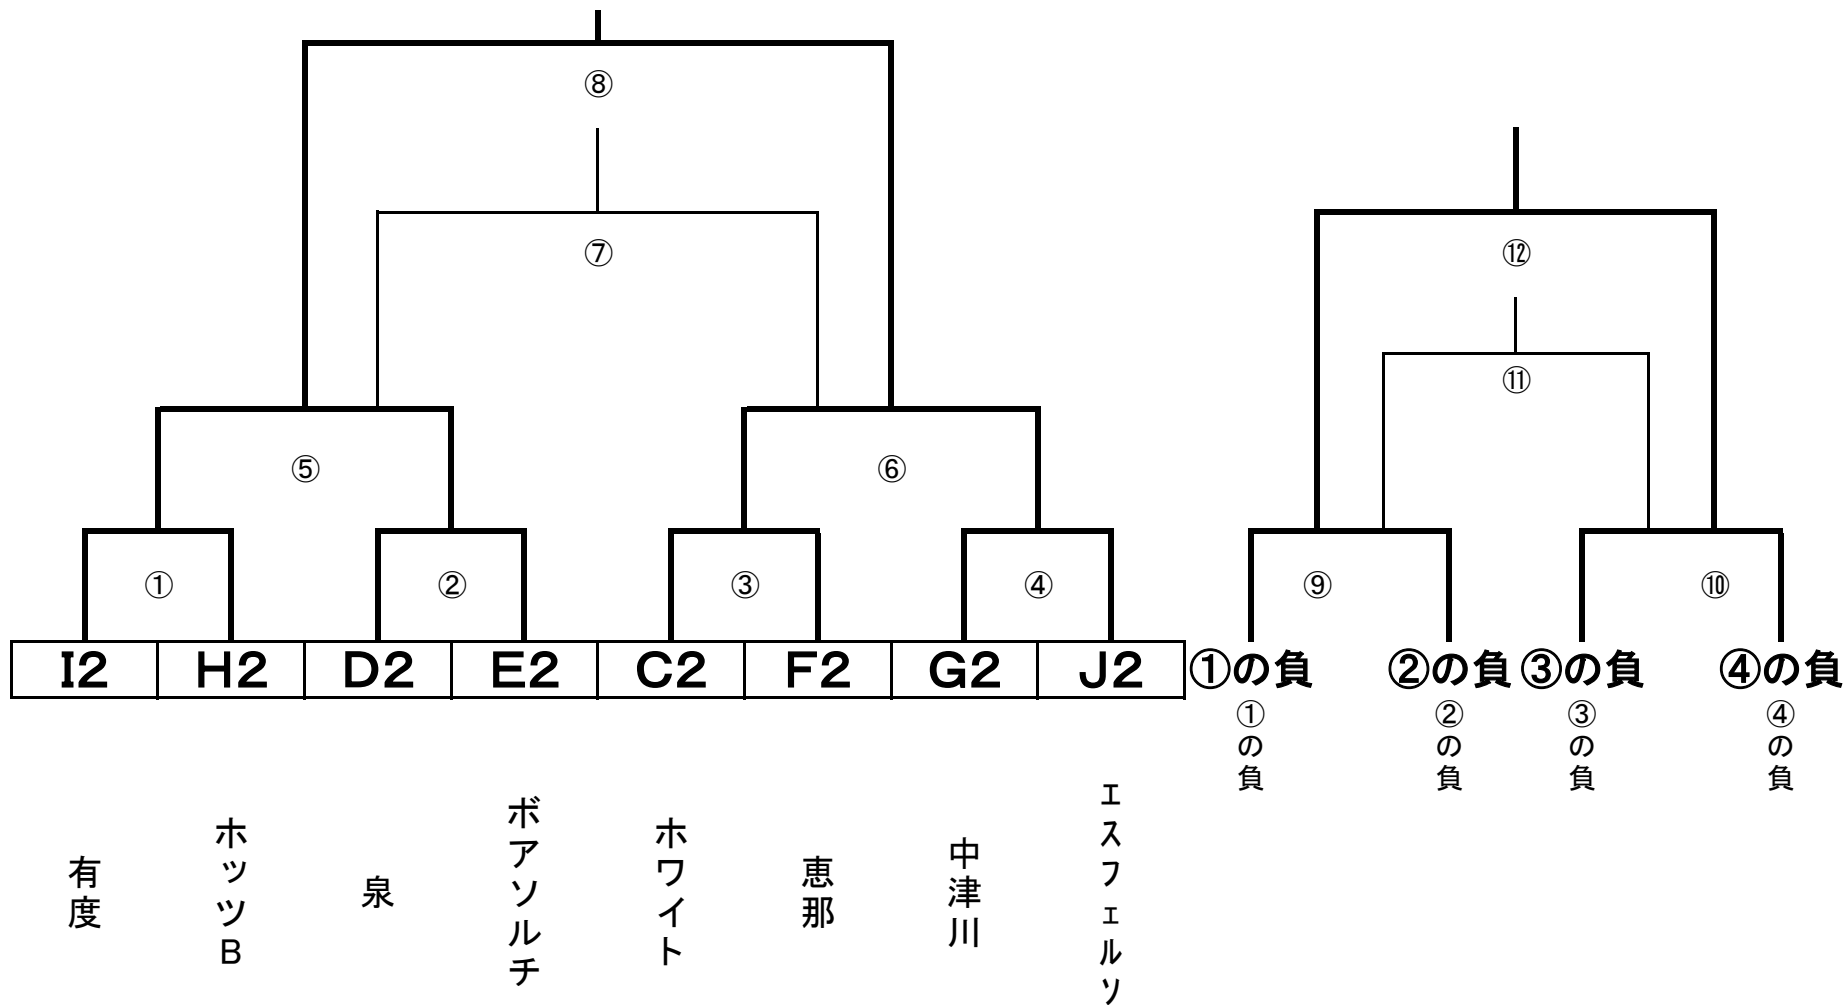 ⑧
⑦
⑫
⑪
⑤
⑥
①
②
③
④
⑨
⑩
I2
H2
D2
E2
C2
F2
G2
J2
①の負
②の負
③の負
④の負
①の負
②の負
③の負
④の負
有度
ホッツB
泉
ボアソルチ
ホワイト
恵那
中津川
ｴｽﾌｪﾙｿ